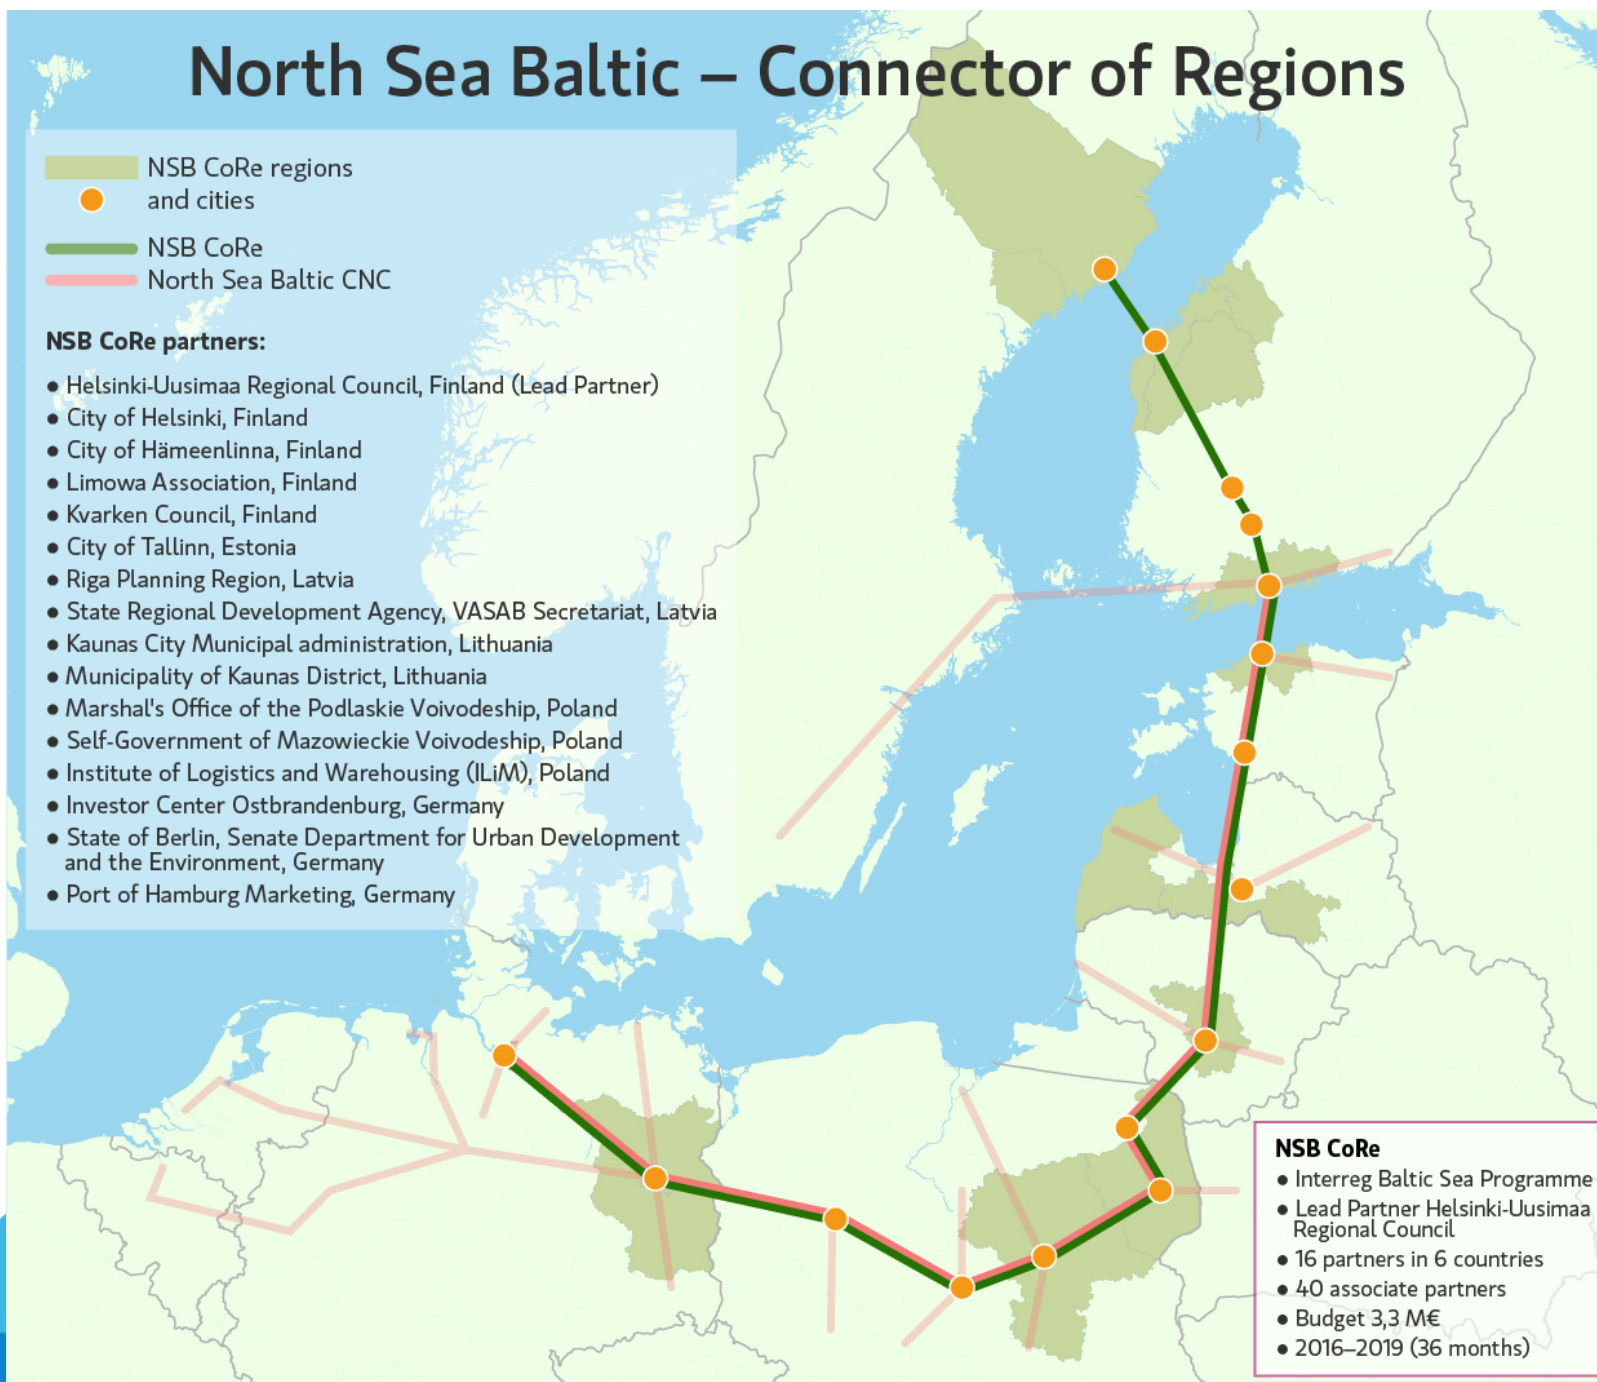 North Sea Baltic – Connector of Regions
NSB CoRe regions
and cities
NSB CoRe
North Sea Baltic CNC
NSB CoRe partners:
● Helsinki-Uusimaa Regional Council, Finland (Lead Partner)
● City of Helsinki, Finland
● City of Hämeenlinna, Finland
● Limowa Association, Finland
● Kvarken Council, Finland
● City of Tallinn, Estonia
● Riga Planning Region, Latvia
● State Regional Development Agency, VASAB Secretariat, Latvia
● Kaunas City Municipal administration, Lithuania
● Municipality of Kaunas District, Lithuania
● Marshal's Office of the Podlaskie Voivodeship, Poland
● Self-Government of Mazowieckie Voivodeship, Poland
● Institute of Logistics and Warehousing (ILiM), Poland
● Investor Center Ostbrandenburg, Germany
● State of Berlin, Senate Department for Urban Development
and the Environment, Germany
● Port of Hamburg Marketing, Germany
NSB CoRe
● Interreg Baltic Sea Programme
● Lead Partner Helsinki-Uusimaa
Regional Council
● 16 partners in 6 countries
● 40 associate partners
● Budget 3,3 M€
● 2016–2019 (36 months)